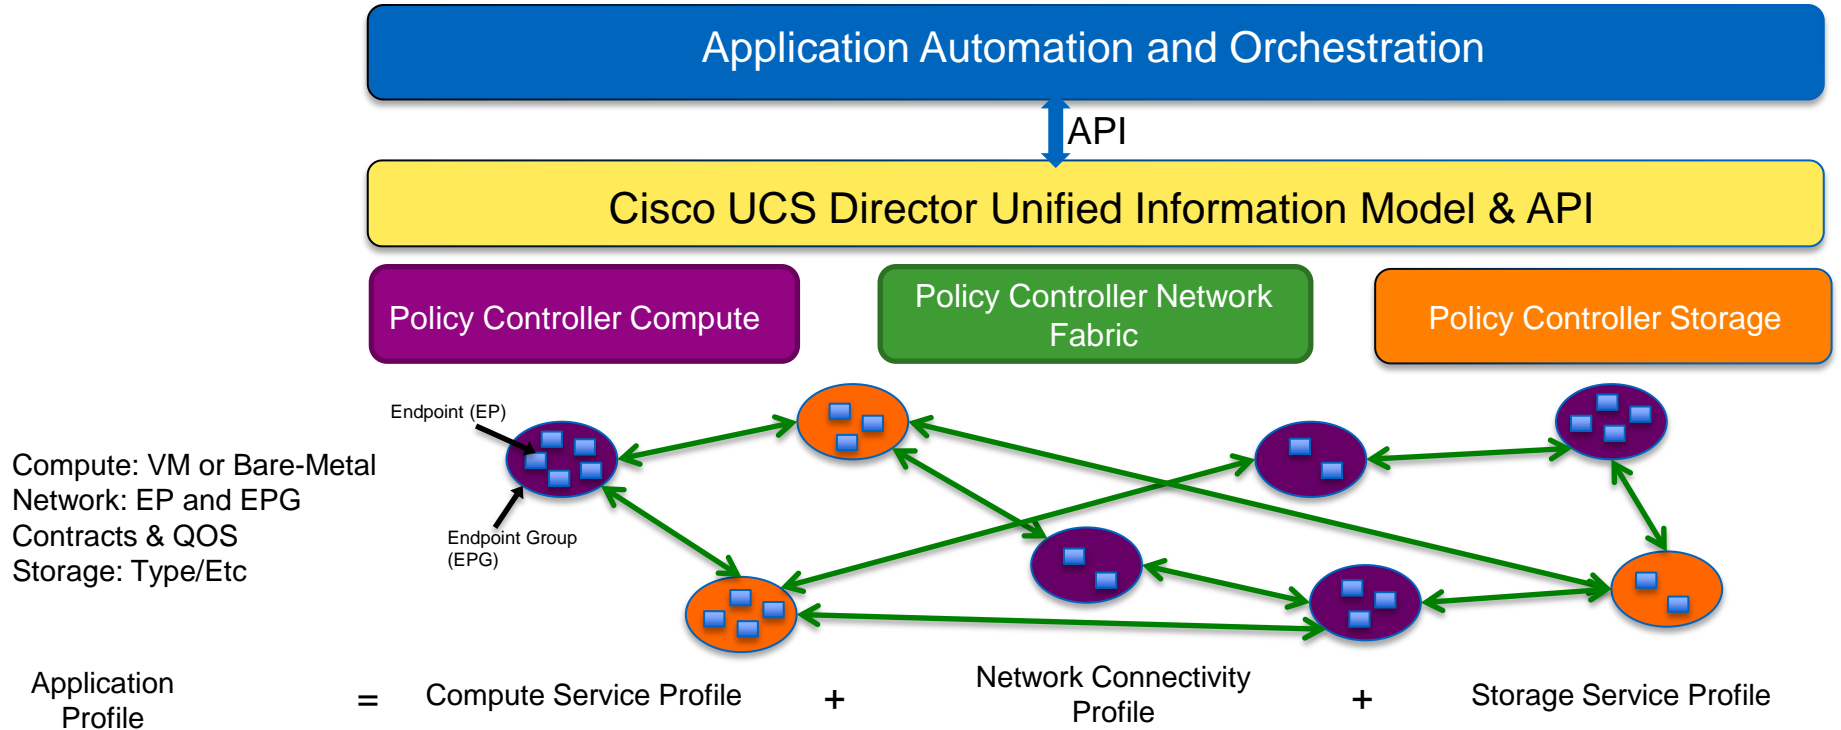 Application Automation and Orchestration
API
Cisco UCS Director Unified Information Model & API
Policy Controller Compute
Policy Controller Network
Fabric
Policy Controller Storage
Endpoint (EP)
Compute: VM or Bare-Metal
Network: EP and EPG
Contracts & QOS
Storage: Type/Etc
Endpoint Group
(EPG)
Application
Profile
=
Compute Service Profile
+
Network Connectivity
Profile
+
Storage Service Profile